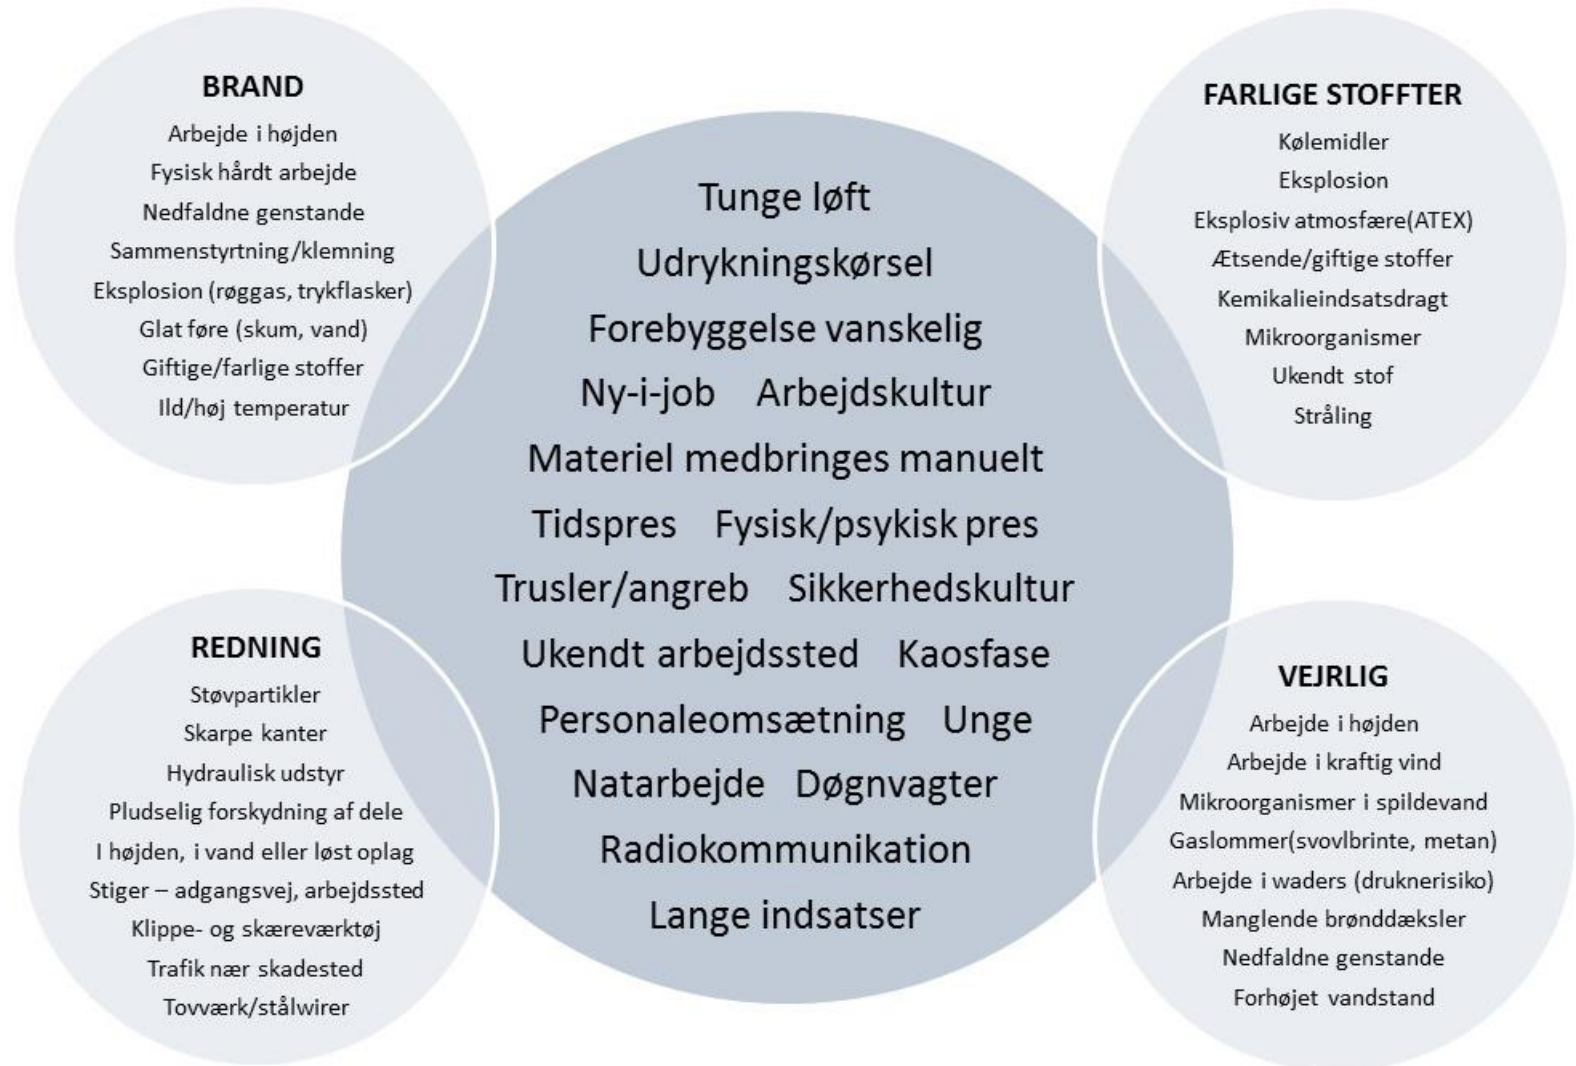 BRAND
Arbejde i højden
Fysisk hårdt arbejde
Nedfaldne genstande
Sammenstyrtning/klemning
Eksplosion (røggas, trykflasker)
Glat føre (skum, vand)
Giftige/farlige stoffer
Ild/høj temperatur
FARLIGE STOFFTER
Kølemidler
Eksplosion
Eksplosiv atmosfære(ATEX)
Ætsende/giftige stoffer
Kemikalieindsatsdragt
Mikroorganismer
Ukendt stof
Stråling
Tunge løft
Udrykningskørsel
Forebyggelse vanskelig
Ny-i-job Arbejdskultur
Materiel medbringes manuelt
Tidspres Fysisk/psykisk pres
Trusler/angreb Sikkerhedskultur
Ukendt arbejdssted Kaosfase
Personaleomsætning Unge
Natarbejde Døgnvagter
Radiokommunikation
Lange indsatser
REDNING
Støvpartikler
Skarpe kanter
Hydraulisk udstyr
Pludselig forskydning af dele
I højden, i vand eller løst oplag
Stiger – adgangsvej, arbejdssted
Klippe- og skæreværktøj
Trafik nær skadested
Tovværk/stålwirer
VEJRLIG
Arbejde i højden
Arbejde i kraftig vind
Mikroorganismer i spildevand
Gaslommer(svovlbrinte, metan)
Arbejde i waders (druknerisiko)
Manglende brønddæksler
Nedfaldne genstande
Forhøjet vandstand